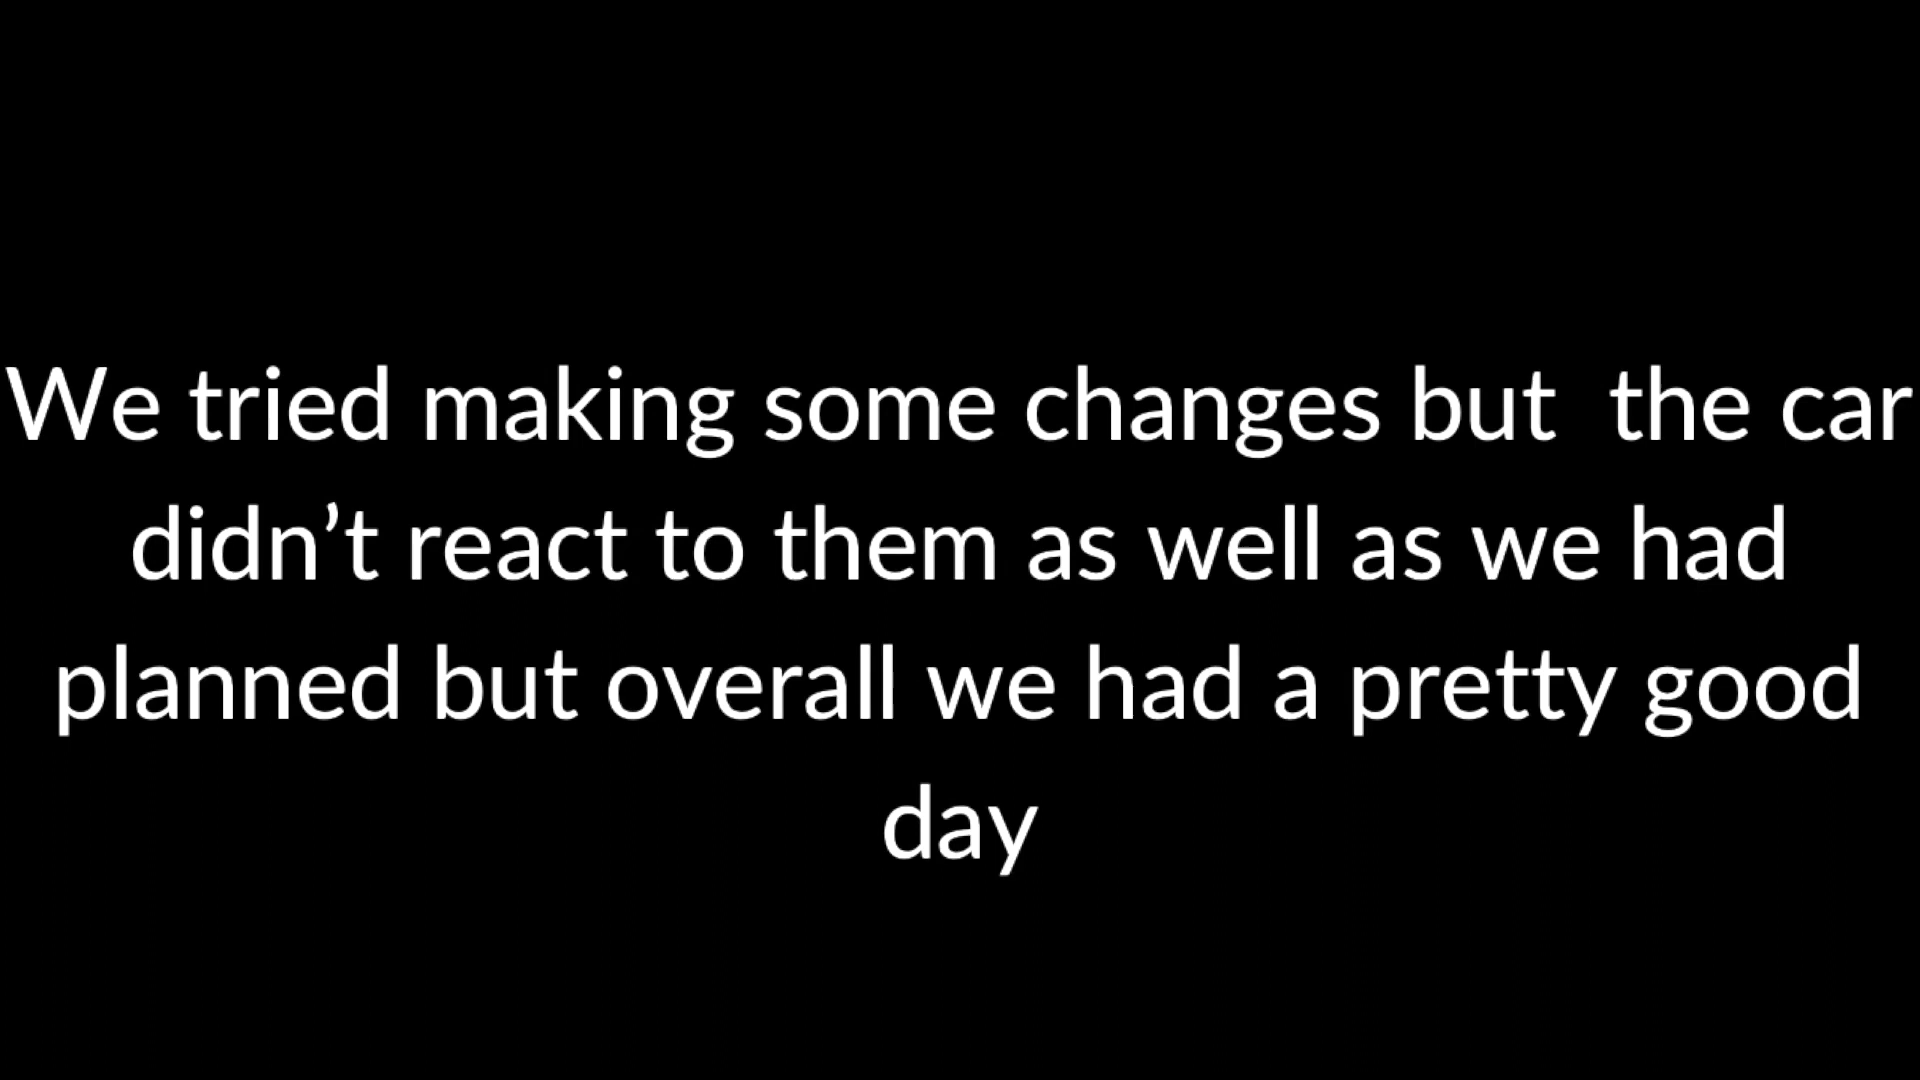 We tried making some changes but  the car
didn’t react to them as well as we had
planned but overall we had a pretty good
day